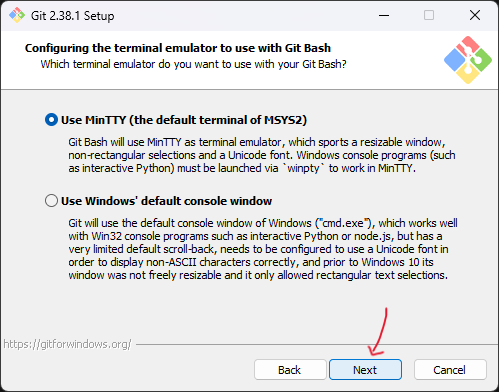 Git 2.38.1 Setup
Configuring the terminal emulator to use with Git Bash
Which terminal emulator do you want to use with your Git Bash?
Use MinTTY (the default terminal of MSYS2)
Git Bash will use MinTTY as terminal emulator, which sports a resizable window,
non-rectangular selections and a Unicode font. Windows console programs (such
as interactive Python) must be launched via `winpty` to work in MinTTY.
Use Windows' default console window
Git will use the default console window of Windows ("cmd.exe"), which works well
with Win32 console programs such as interactive Python or node.js, but has a
very limited default scroll-back, needs to be configured to use a Unicode font in
order to display non-ASCII characters correctly, and prior to Windows 10 its
window was not freely resizable and it only allowed rectangular text selections.
https://gitforwindows.org/
Back Next Cancel